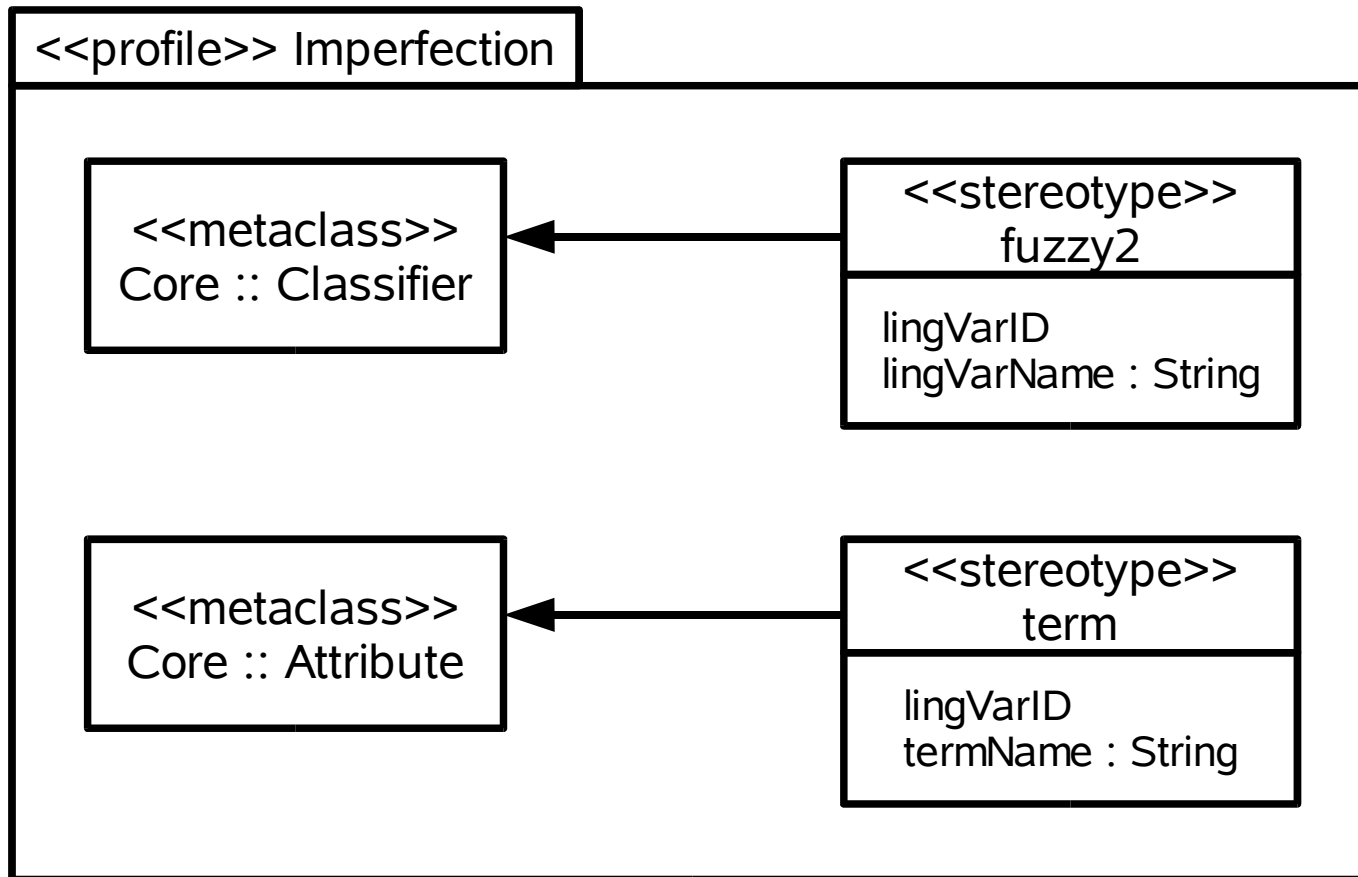 <<profile>> Imperfection
<<metaclass>>
Core :: Classifier
<<stereotype>>
fuzzy2
lingVarID
lingVarName : String
<<metaclass>>
Core :: Attribute
<<stereotype>>
term
lingVarID
termName : String